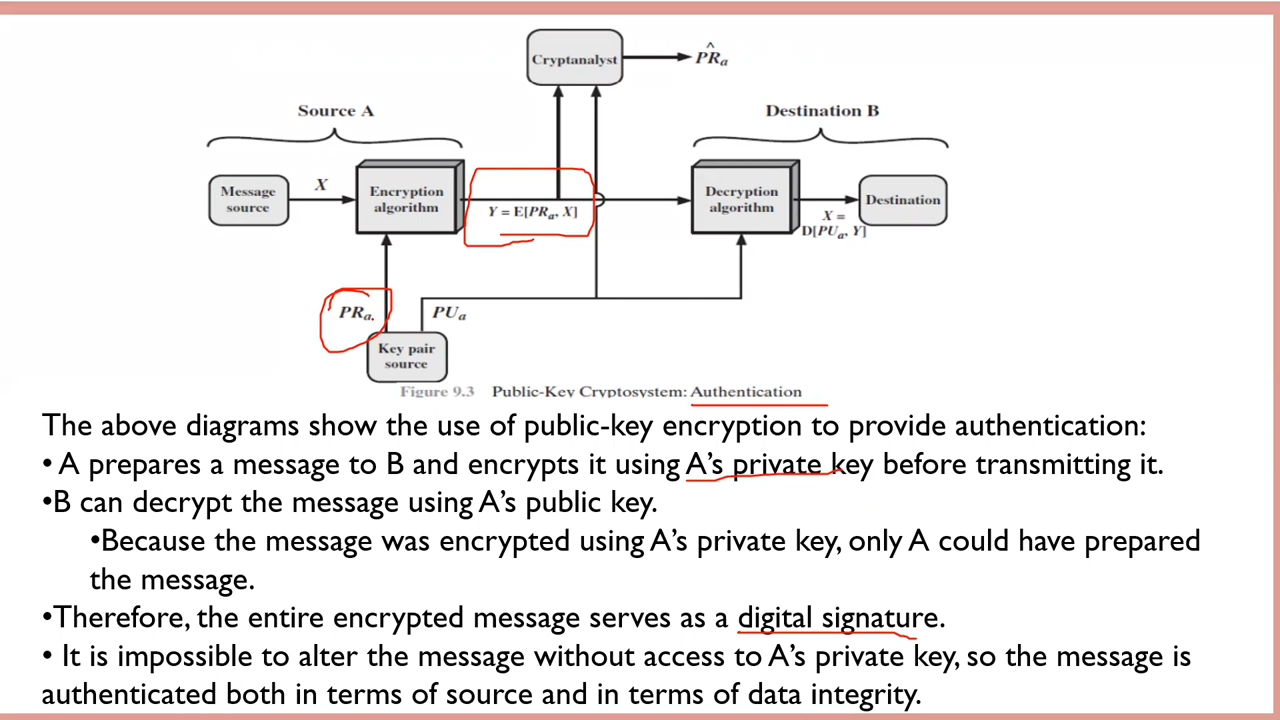 Cryptanalyst
P̂Rₐ
Source A
Destination B
Message
source
X
Encryption
algorithm
Y = E[PRₐ, X]
Decryption
algorithm
X =
D[PUₐ, Y]
Destination
PRₐ
PUₐ
Key pair
source
Figure 9.3 Public-Key Cryptosystem: Authentication
The above diagrams show the use of public-key encryption to provide authentication:
• A prepares a message to B and encrypts it using A's private key before transmitting it.
•B can decrypt the message using A's public key.
•Because the message was encrypted using A's private key, only A could have prepared
the message.
•Therefore, the entire encrypted message serves as a digital signature.
• It is impossible to alter the message without access to A's private key, so the message is
authenticated both in terms of source and in terms of data integrity.